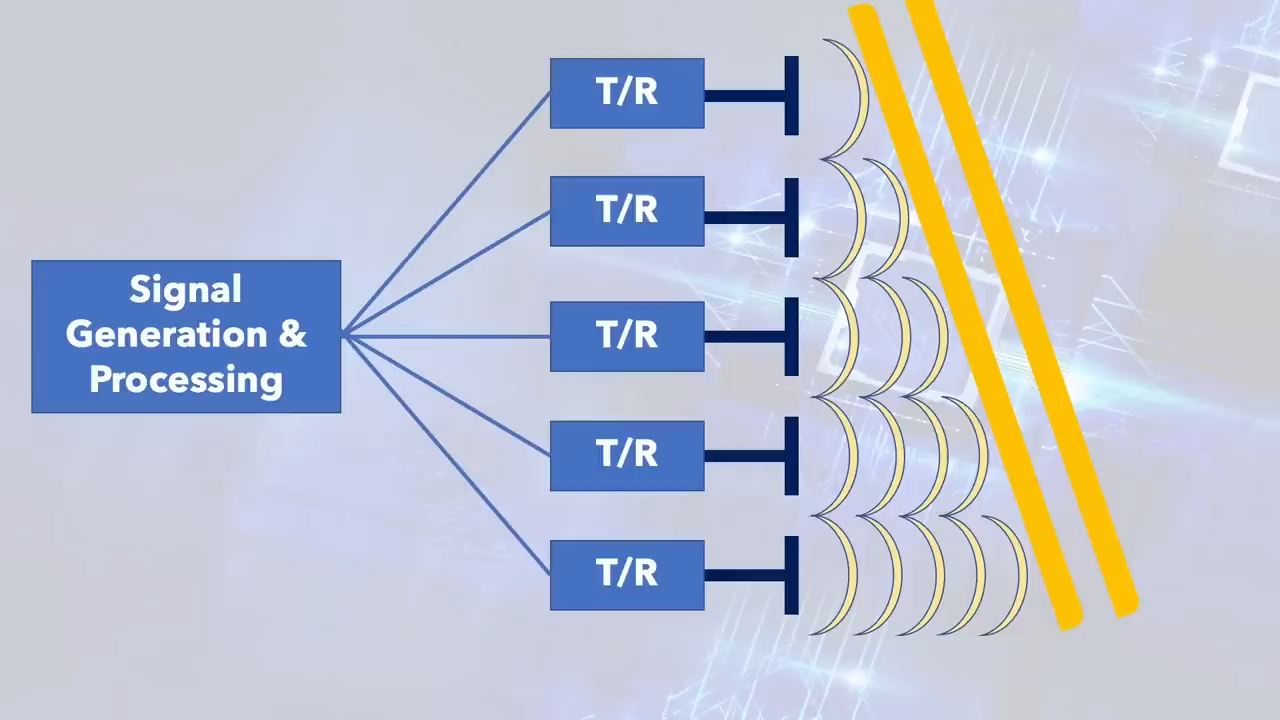 T/R
T/R
Signal
Generation &
Processing
T/R
T/R
T/R